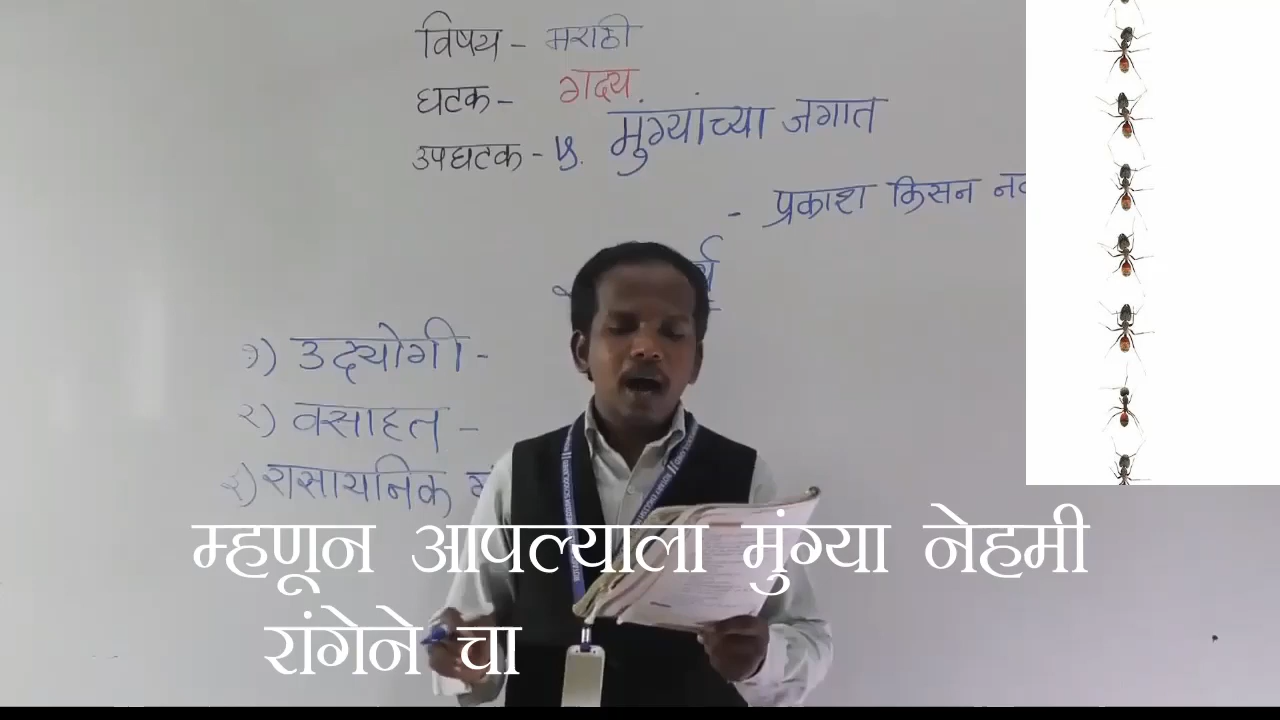 विषय - मराठी
घटक - गद्य
उपघटक - ५. मुंग्यांच्या जगात
- प्रकाश किसन
१) उद्योगी -
२) वसाहत -
३) रासायनिक
म्हणून आपल्याला मुंग्या नेहमी
रांगेने चा